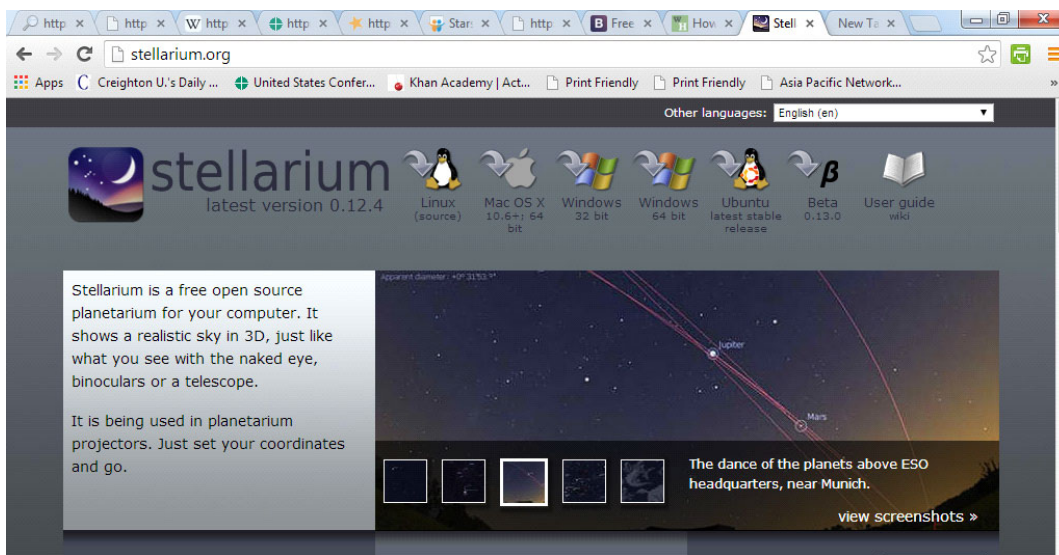 http
http
W http
http
http
Stars
http
B Free
How
Stell
New Ta
stellarium.org
Apps
Creighton U.'s Daily ...
United States Confer...
Khan Academy | Act...
Print Friendly
Print Friendly
Asia Pacific Network...
»
Other languages: English (en)
stellarium
latest version 0.12.4
Linux
(source)
Mac OS X
10.6+; 64
bit
Windows
32 bit
Windows
64 bit
Ubuntu
latest stable
release
β
Beta
0.13.0
User guide
wiki
Stellarium is a free open source
planetarium for your computer. It
shows a realistic sky in 3D, just like
what you see with the naked eye,
binoculars or a telescope.
It is being used in planetarium
projectors. Just set your coordinates
and go.
Apparent diameter: +0° 31'53.
Jupiter
Mars
The dance of the planets above ESO
headquarters, near Munich.
view screenshots »